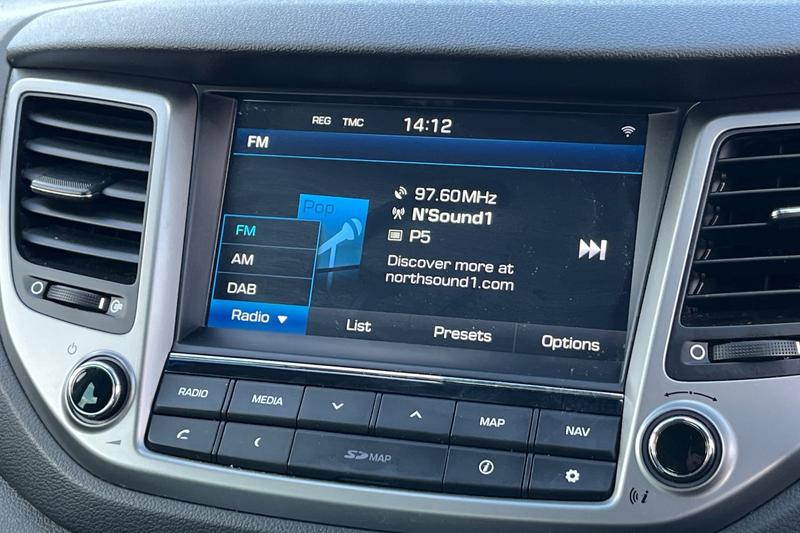 REG TMC 14:12
FM
97.60MHz
Pop
N'Sound1
P5
Discover more at
northsound1.com
FM
AM
DAB
Radio
List
Presets
Options
RADIO
MEDIA
MAP
NAV
SD MAP
i
i